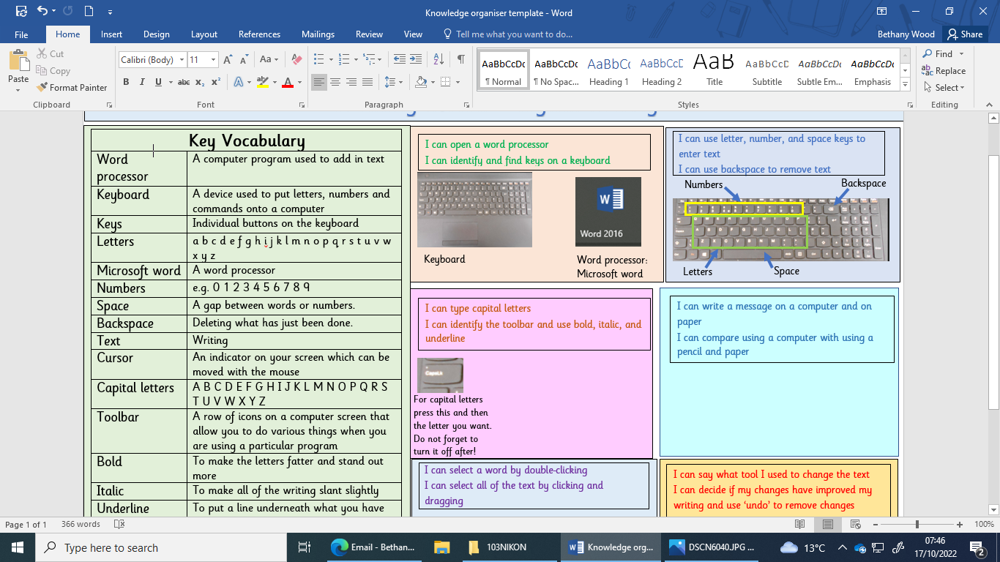 Knowledge organiser template - Word
File Home Insert Design Layout References Mailings Review View Tell me what you want to do... Bethany Wood Share
Paste
Cut
Copy
Format Painter
Clipboard
Calibri (Body) 11
Font
Paragraph
AaBbCcDc AaBbCcDc AaBbCc AaBbCcD AaB AaBbCcD AaBbCcDc AaBbCcDc
¶ Normal ¶ No Spac... Heading 1 Heading 2 Title Subtitle Subtle Em... Emphasis
Styles
Find
Replace
Select
Editing
Key Vocabulary
Word processor
A computer program used to add in text
Keyboard
A device used to put letters, numbers and
commands onto a computer
Keys
Individual buttons on the keyboard
Letters
a b c d e f g h i j k l m n o p q r s t u v w
x y z
Microsoft word
A word processor
Numbers
e.g. 0 1 2 3 4 5 6 7 8 9
Space
A gap between words or numbers.
Backspace
Deleting what has just been done.
Text
Writing
Cursor
An indicator on your screen which can be
moved with the mouse
Capital letters
A B C D E F G H I J K L M N O P Q R S
T U V W X Y Z
Toolbar
A row of icons on a computer screen that
allow you to do various things when you
are using a particular program
Bold
To make the letters fatter and stand out
more
Italic
To make all of the writing slant slightly
Underline
To put a line underneath what you have
I can open a word processor
I can identify and find keys on a keyboard
Word 2016
Keyboard
Word processor:
Microsoft word
I can use letter, number, and space keys to
enter text
I can use backspace to remove text
Numbers
Backspace
Letters
Space
I can type capital letters
I can identify the toolbar and use bold, italic, and
underline
CapsLk
For capital letters
press this and then
the letter you want.
Do not forget to
turn it off after!
I can write a message on a computer and on
paper
I can compare using a computer with using a
pencil and paper
I can select a word by double-clicking
I can select all of the text by clicking and
dragging
I can say what tool I used to change the text
I can decide if my changes have improved my
writing and use ‘undo’ to remove changes
Page 1 of 1 366 words 100%
Type here to search
Email - Bethan...
103NIKON
Knowledge org...
DSCN6040.JPG ...
13°C
07:46
17/10/2022
2